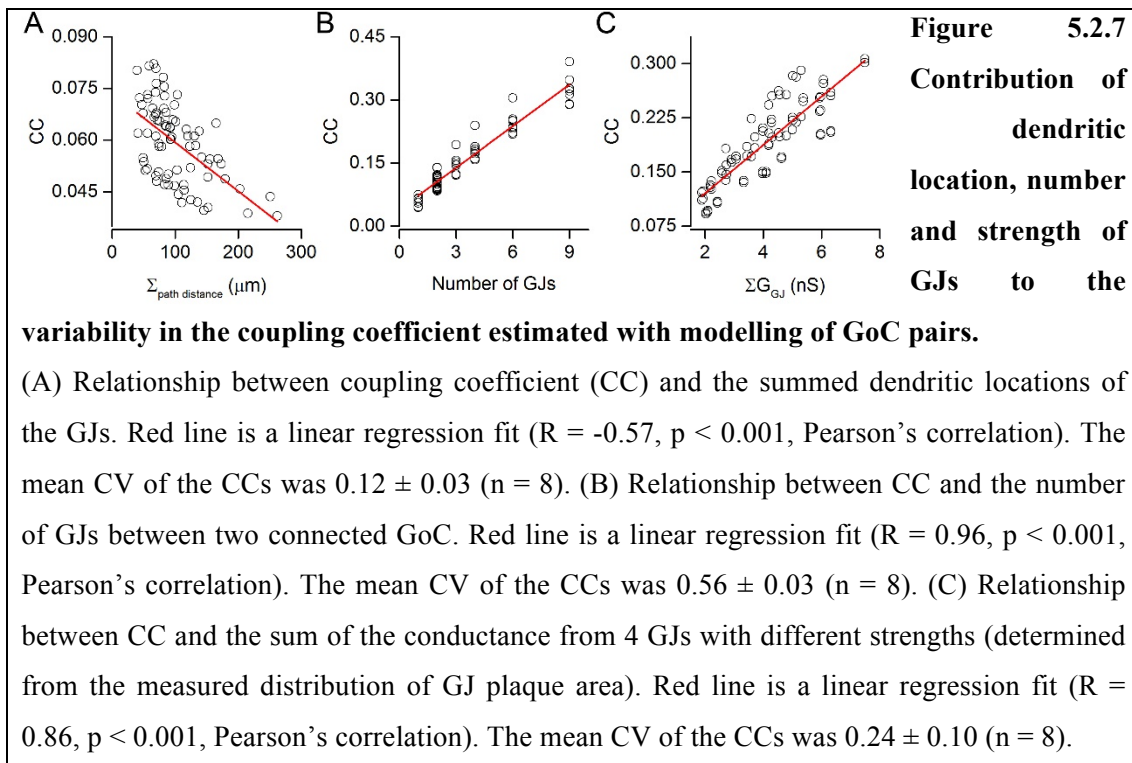 A
B
C
0.090
0.075
0.060
0.045
CC
0
100
200
300
Σpath distance (μm)
0.45
0.30
0.15
0.00
CC
0
3
6
9
Number of GJs
0.300
0.225
0.150
0.075
CC
2
4
6
8
ΣGGJ (nS)
Figure 5.2.7
Contribution of
dendritic
location, number
and strength of
GJs to the
variability in the coupling coefficient estimated with modelling of GoC pairs.
(A) Relationship between coupling coefficient (CC) and the summed dendritic locations of
the GJs. Red line is a linear regression fit (R = -0.57, p < 0.001, Pearson’s correlation). The
mean CV of the CCs was 0.12 ± 0.03 (n = 8). (B) Relationship between CC and the number
of GJs between two connected GoC. Red line is a linear regression fit (R = 0.96, p < 0.001,
Pearson’s correlation). The mean CV of the CCs was 0.56 ± 0.03 (n = 8). (C) Relationship
between CC and the sum of the conductance from 4 GJs with different strengths (determined
from the measured distribution of GJ plaque area). Red line is a linear regression fit (R =
0.86, p < 0.001, Pearson’s correlation). The mean CV of the CCs was 0.24 ± 0.10 (n = 8).